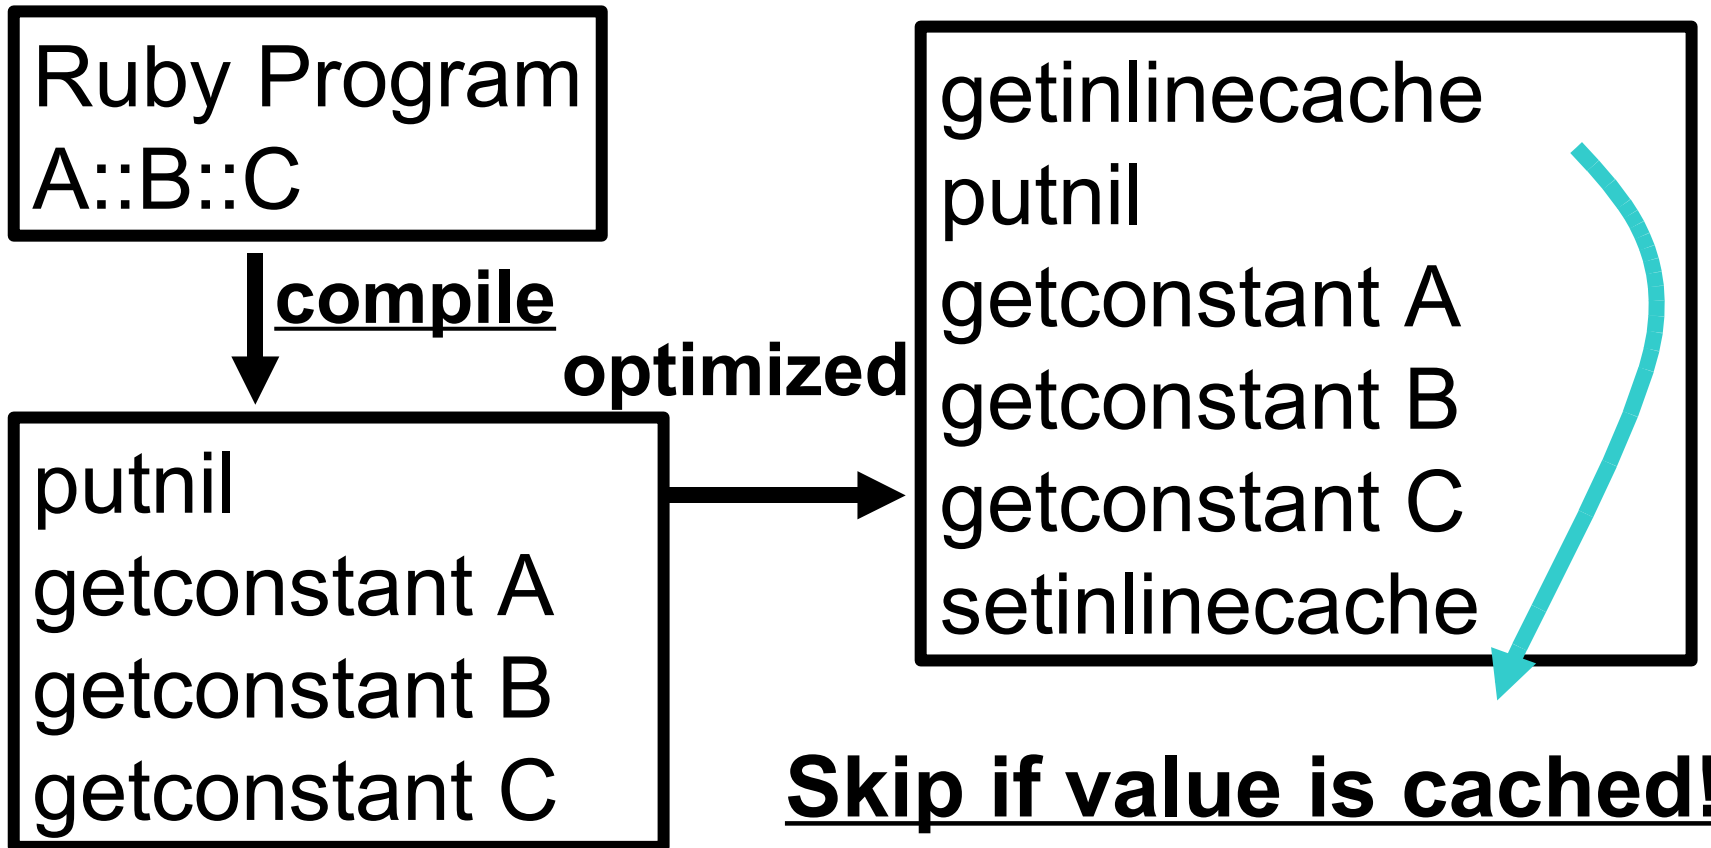 Ruby Program
A::B::C
compile
optimized
putnil
getconstant A
getconstant B
getconstant C
getinlinecache
putnil
getconstant A
getconstant B
getconstant C
setinlinecache
Skip if value is cached!